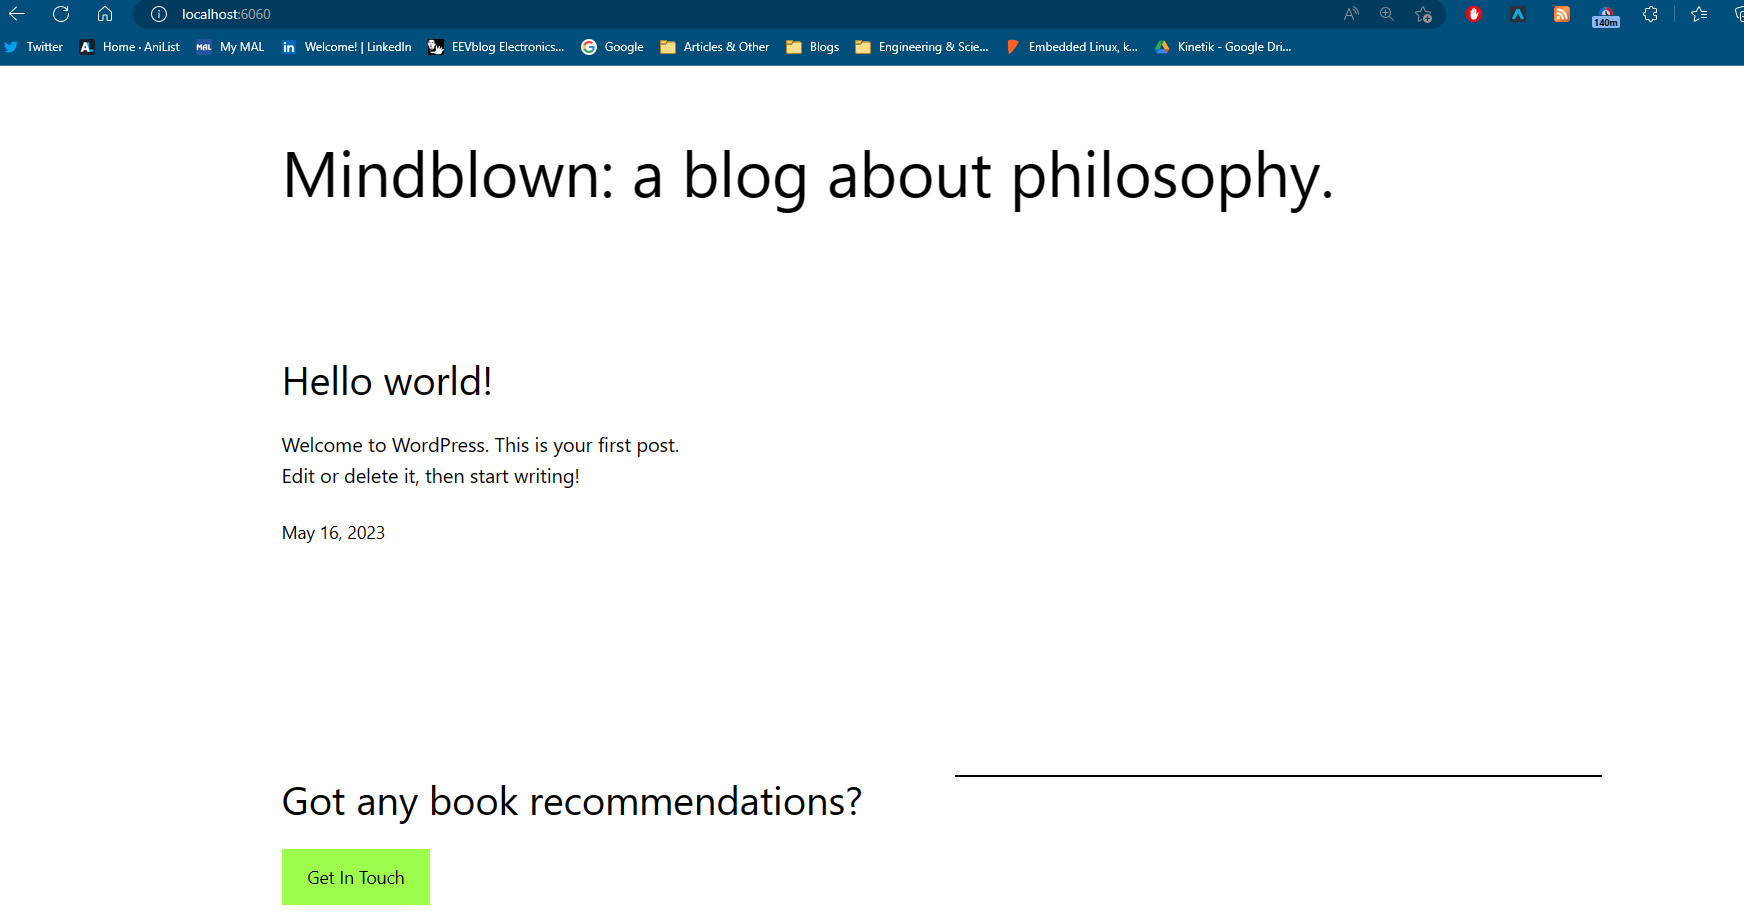 localhost:6060
140m
Twitter A. Home · AniList MAL My MAL in Welcome! | LinkedIn EEVblog Electronics... G Google Articles & Other Blogs Engineering & Scie... Embedded Linux, k... Kinetik - Google Dri...
Mindblown: a blog about philosophy.
Hello world!
Welcome to WordPress. This is your first post.
Edit or delete it, then start writing!
May 16, 2023
Got any book recommendations?
Get In Touch